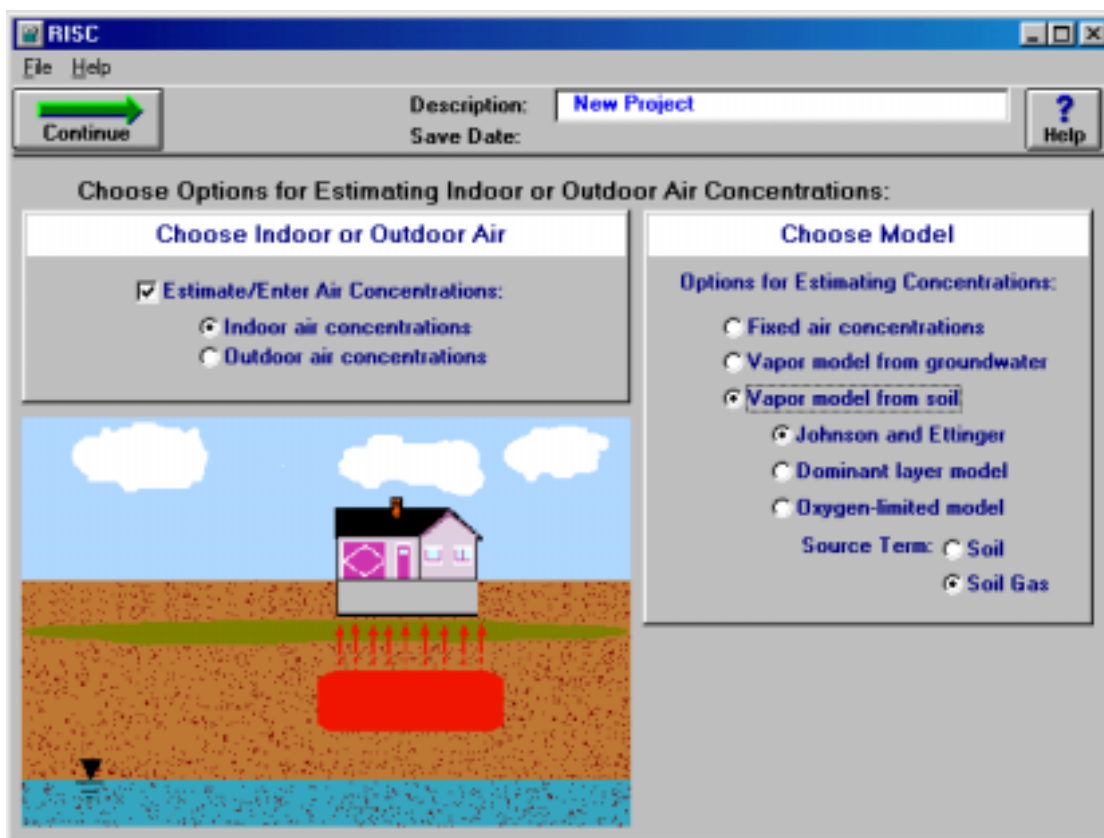 RISC
File Help
Continue
Description: New Project
Save Date:
Help
Choose Options for Estimating Indoor or Outdoor Air Concentrations:
Choose Indoor or Outdoor Air
Estimate/Enter Air Concentrations:
Indoor air concentrations
Outdoor air concentrations
Choose Model
Options for Estimating Concentrations:
Fixed air concentrations
Vapor model from groundwater
Vapor model from soil
Johnson and Ettinger
Dominant layer model
Oxygen-limited model
Source Term: Soil
Soil Gas